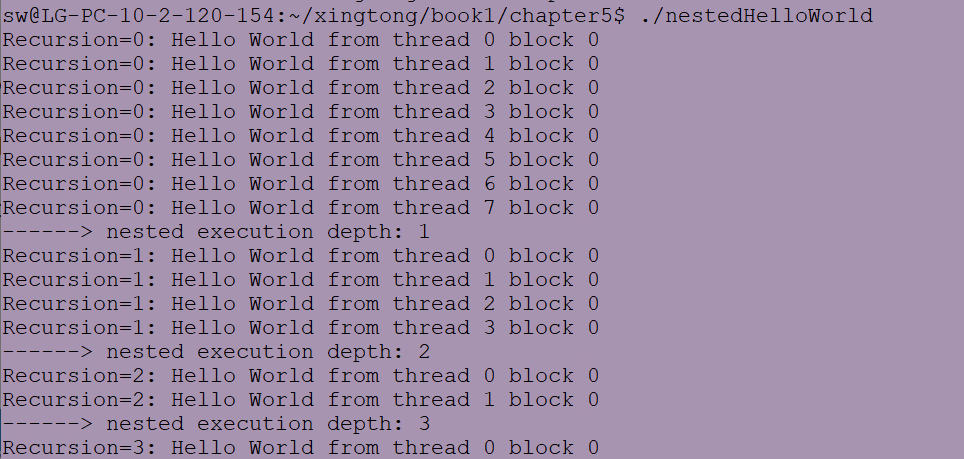 sw@LG-PC-10-2-120-154:~/xingtong/book1/chapter5$ ./nestedHelloWorld
Recursion=0: Hello World from thread 0 block 0
Recursion=0: Hello World from thread 1 block 0
Recursion=0: Hello World from thread 2 block 0
Recursion=0: Hello World from thread 3 block 0
Recursion=0: Hello World from thread 4 block 0
Recursion=0: Hello World from thread 5 block 0
Recursion=0: Hello World from thread 6 block 0
Recursion=0: Hello World from thread 7 block 0
------> nested execution depth: 1
Recursion=1: Hello World from thread 0 block 0
Recursion=1: Hello World from thread 1 block 0
Recursion=1: Hello World from thread 2 block 0
Recursion=1: Hello World from thread 3 block 0
------> nested execution depth: 2
Recursion=2: Hello World from thread 0 block 0
Recursion=2: Hello World from thread 1 block 0
------> nested execution depth: 3
Recursion=3: Hello World from thread 0 block 0